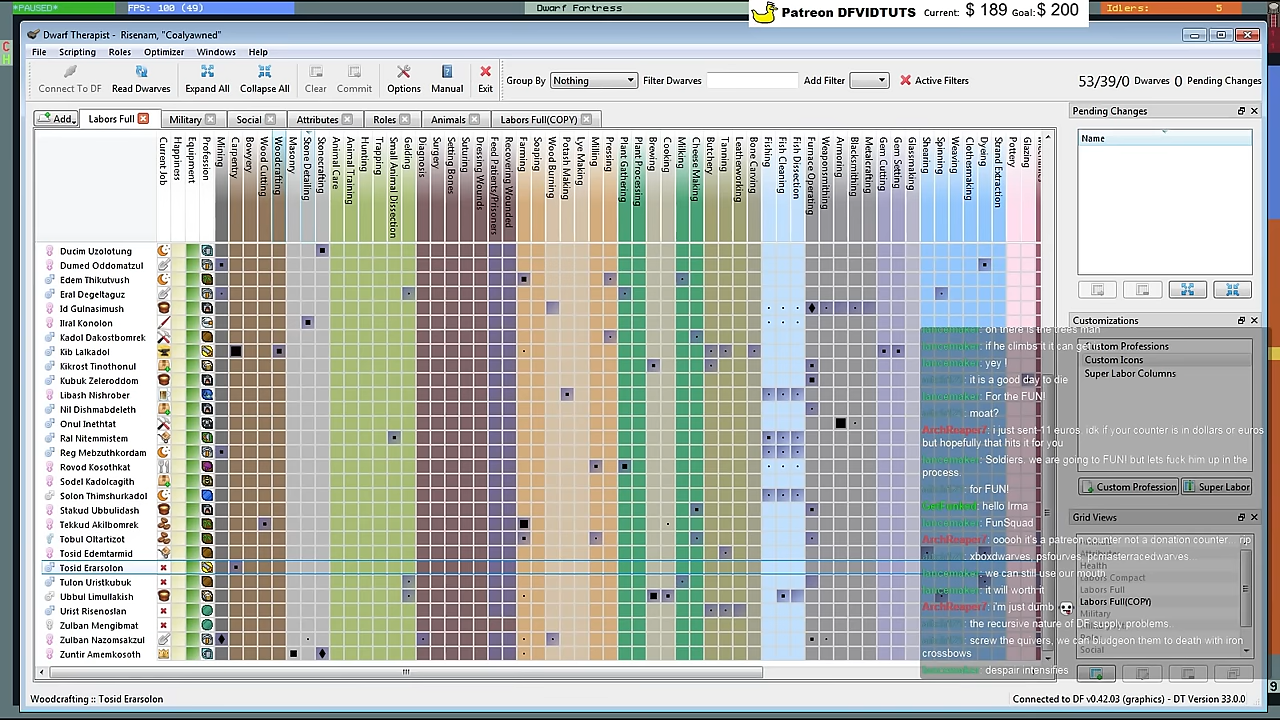 *PAUSED*
FPS: 100 (49)
Dwarf Fortress
Patreon DFVIDTUTS Current: $ 189 Goal: $ 200
Idlers: 5
Dwarf Therapist - Risenam, "Coalyawned"
File Scripting Roles Optimizer Windows Help
Connect To DF Read Dwarves Expand All Collapse All Clear Commit Options Manual Exit
Group By Nothing Filter Dwarves Add Filter Active Filters
53/39/0 Dwarves 0 Pending Changes
Add Labors Full Military Social Attributes Roles Animals Labors Full(COPY)
Current Job
Happiness
Equipment
Profession
Mining
Carpentry
Bowyery
Wood Cutting
Woodcrafting
Masonry
Stone Detailing
Stonecrafting
Animal Care
Animal Training
Hunting
Trapping
Small Animal Dissection
Gelding
Diagnosis
Surgery
Setting Bones
Suturing
Dressing Wounds
Feed Patients/Prisoners
Recovering Wounded
Farming
Soaping
Wood Burning
Potash Making
Lye Making
Milling
Pressing
Plant Gathering
Plant Processing
Brewing
Cooking
Milking
Cheese Making
Butchery
Tanning
Leatherworking
Bone Carving
Fishing
Fish Cleaning
Fish Dissection
Furnace Operating
Weaponsmithing
Armoring
Blacksmithing
Metalcrafting
Gem Cutting
Gem Setting
Glassmaking
Shearing
Spinning
Weaving
Clothesmaking
Dyeing
Strand Extraction
Pottery
Glazing
Ducim Uzolotung
Dumed Oddomatzul
Edem Thikutvush
Eral Degeltaguz
Id Gulnasimush
Ilral Konolon
Kadol Dakostbomrek
Kib Lalkadol
Kikrost Tinothonul
Kubuk Zeleroddom
Libash Nishrober
Nil Dishmabdeleth
Onul Inethtat
Ral Nitemmistem
Reg Mebzuthkordam
Rovod Kosothkat
Sodel Kadolcagith
Solon Thimshurkadol
Stakud Ubbulidash
Tekkud Akilbomrek
Tobul Oltartizot
Tosid Edemtarmid
Tosid Erarsolon
Tulon Uristkubuk
Ubbul Limullakish
Urist Risenoslan
Zulban Mengibmat
Zulban Nazomsakzul
Zuntir Amemkosoth
Pending Changes
Name
Customizations
Custom Professions
Custom Icons
Super Labor Columns
Custom Profession Super Labor
Grid Views
Health
Labors Compact
Labors Full(COPY)
Military
Social
oh there is the trees man
if he climbs it it can get
yey !
it is a good day to die
lancemaker: For the FUN!
moat?
ArchReaper7: i just sent 11 euros, idk if your counter is in dollars or euros
but hopefully that hits it for you
lancemaker: Soldiers, we are going to FUN! but lets fuck him up in the
process.
for FUN!
hello Irma
lancemaker: FunSquad
ArchReaper7: ooooh it's a patreon counter not a donation counter
xboxdwarves, psfourves, pcmasterracedwarves
lancemaker: we can still use our mouth
lancemaker: it will worth it
ArchReaper7: i'm just dumb
the recursive nature of DF supply problems.
screw the quivers, we can bludgeon them to death with iron
crossbows
despair intensifies
Woodcrafting :: Tosid Erarsolon
Connected to DF v0.42.03 (graphics) - DT Version 33.0.0